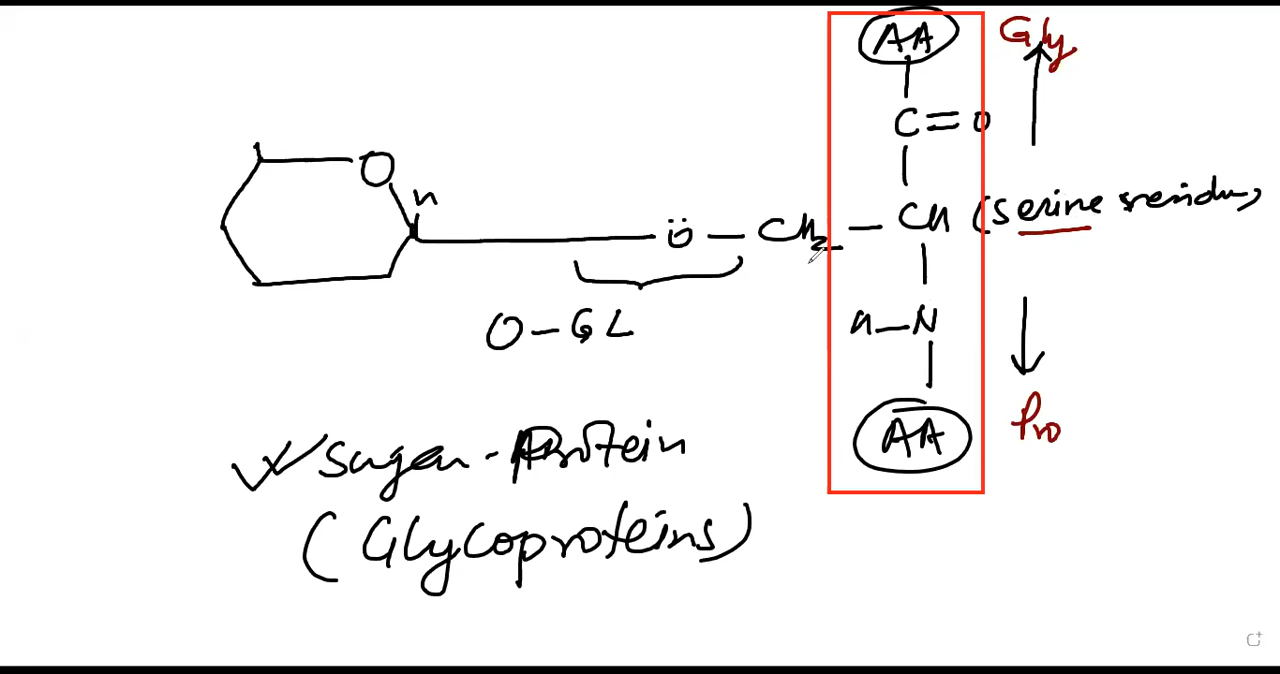 AA Gly
C=O
O H
Ö — CH2 — CH (Serine residue)
O-GL H-N
AA Pro
Sugar-Protein
(Glycoproteins)